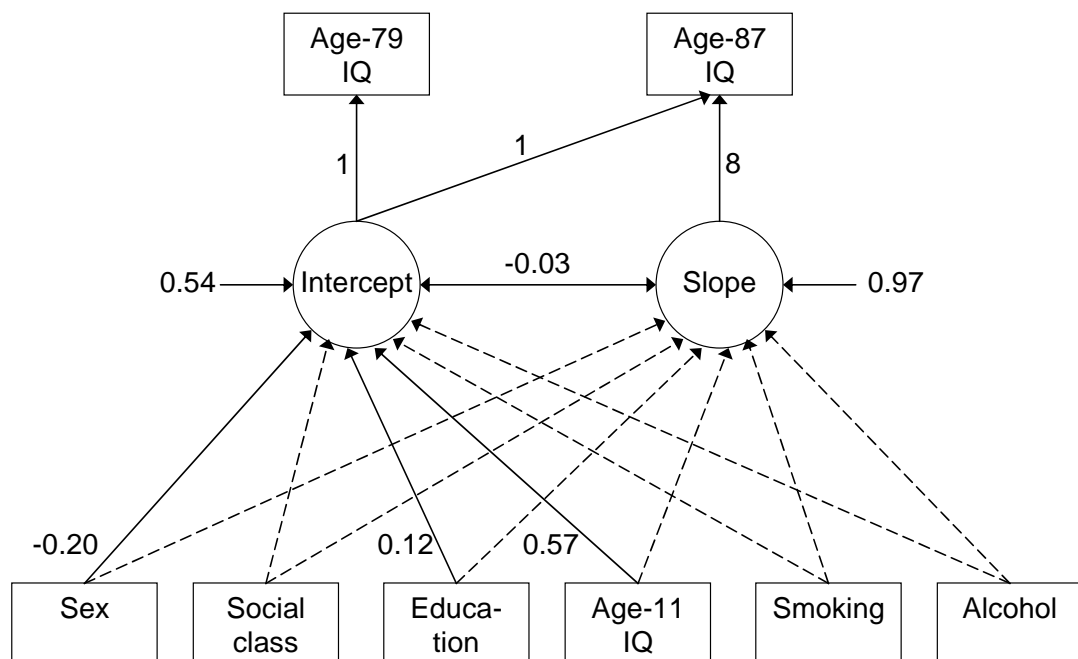 Age-79
IQ
Age-87
IQ
1
1
8
-0.03
0.54
Intercept
Slope
0.97
-0.20
0.12
0.57
Sex
Social
class
Educa-
tion
Age-11
IQ
Smoking
Alcohol